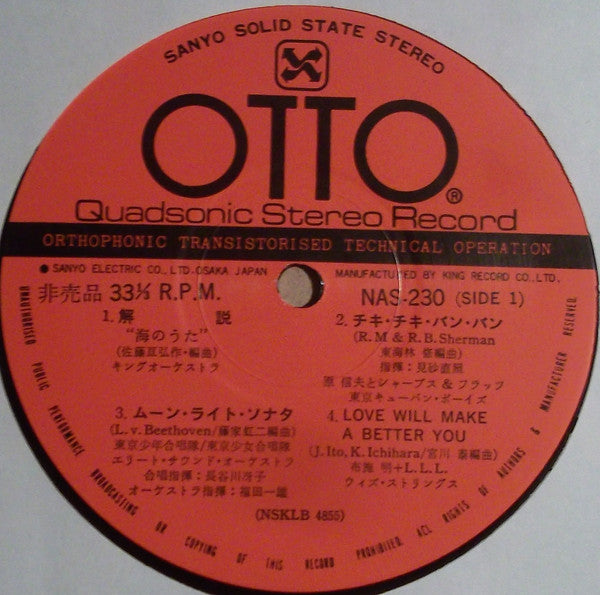 SANYO SOLID STATE STEREO
OTTO®
Quadsonic Stereo Record
ORTHOPHONIC TRANSISTORISED TECHNICAL OPERATION
● SANYO ELECTRIC CO., LTD. OSAKA JAPAN
MANUFACTURED BY KING RECORD CO., LTD.
非売品 33⅓ R.P.M.
NAS-230 (SIDE 1)
1. 解 説
“海のうた”
(佐藤亘弘作・編曲)
キングオーケストラ
2. チキ・チキ・バン・バン
(R.M & R.B. Sherman
東海林 修編曲)
指揮：見砂直照
原 信夫とシャープス & フラッツ
東京キューバン・ボーイズ
3. ムーン・ライト・ソナタ
(L.v. Beethoven/藤家虹二編曲)
東京少年合唱隊/東京少女合唱隊
エリート・サウンド・オーケストラ
合唱指揮：長谷川冴子
オーケストラ指揮：福田一雄
4. LOVE WILL MAKE
A BETTER YOU
(J. Ito, K. Ichihara/宮川 泰編曲)
布施 明+L.L.L.
ウィズ・ストリングス
(NSKLB 4855)
UNAUTHORISED PUBLIC PERFORMANCE BROADCASTING OR COPYING OF THIS RECORD PROHIBITED. ALL RIGHTS OF AUTHORS & MANUFACTURER RESERVED.